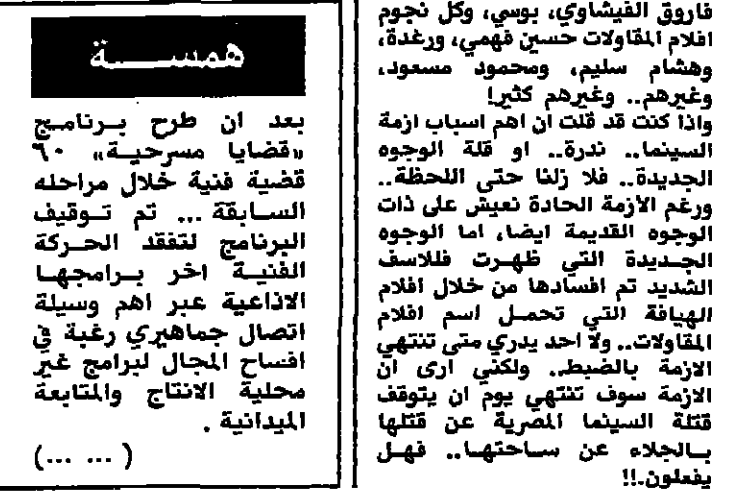 فاروق الفيشاوي، بوسي، وكل نجوم
افلام المقاولات حسين فهمي، ورغدة،
وهشام سليم، ومحمود مسعود،
وغيرهم.. وغيرهم كثير!
واذا كنت قد قلت ان اهم اسباب ازمة
السينما.. ندرة.. او قلة الوجوه
الجديدة.. فلا زلنا حتى اللحظة..
ورغم الأزمة الحادة نعيش على ذات
الوجوه القديمة ايضا، اما الوجوه
الجديدة التي ظهرت فللاسف
الشديد تم افسادها من خلال افلام
الهيافة التي تحمل اسم افلام
المقاولات.. ولا احد يدري متى تنتهي
الازمة بالضبط.. ولكني ارى ان
الازمة سوف تنتهي يوم ان يتوقف
قتلة السينما المصرية عن قتلها
بالجلاء عن ساحتها.. فهل
يفعلون.!!
همسة
بعد ان طرح برنامج
«قضايا مسرحية» ٦٠
قضية فنية خلال مراحله
السابقة ... تم توقيف
البرنامج لتفقد الحركة
الفنية اخر برامجها
الاذاعية عبر اهم وسيلة
اتصال جماهيري رغبة في
افساح المجال لبرامج غير
محلية الانتاج والمتابعة
الميدانية .
(... ...)